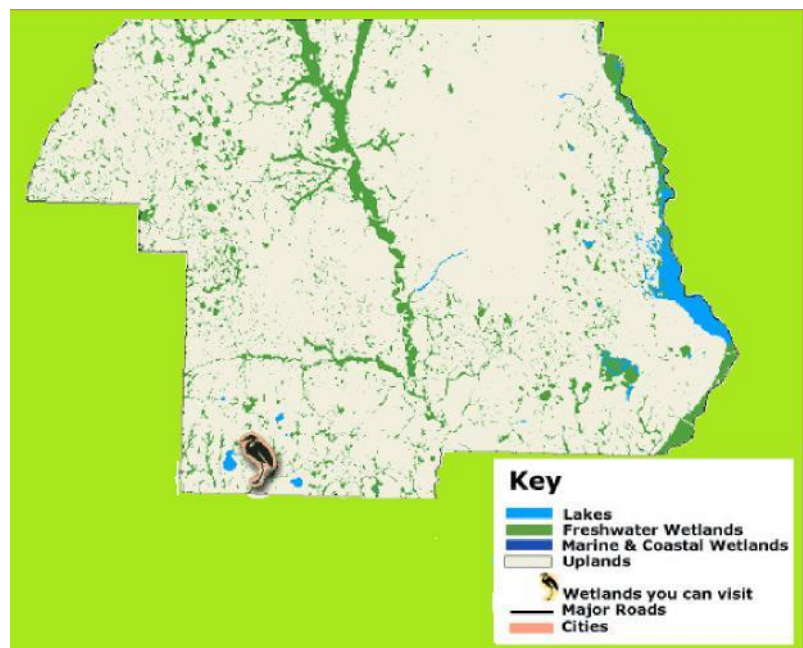 Key
Lakes
Freshwater Wetlands
Marine & Coastal Wetlands
Uplands
Wetlands you can visit
Major Roads
Cities